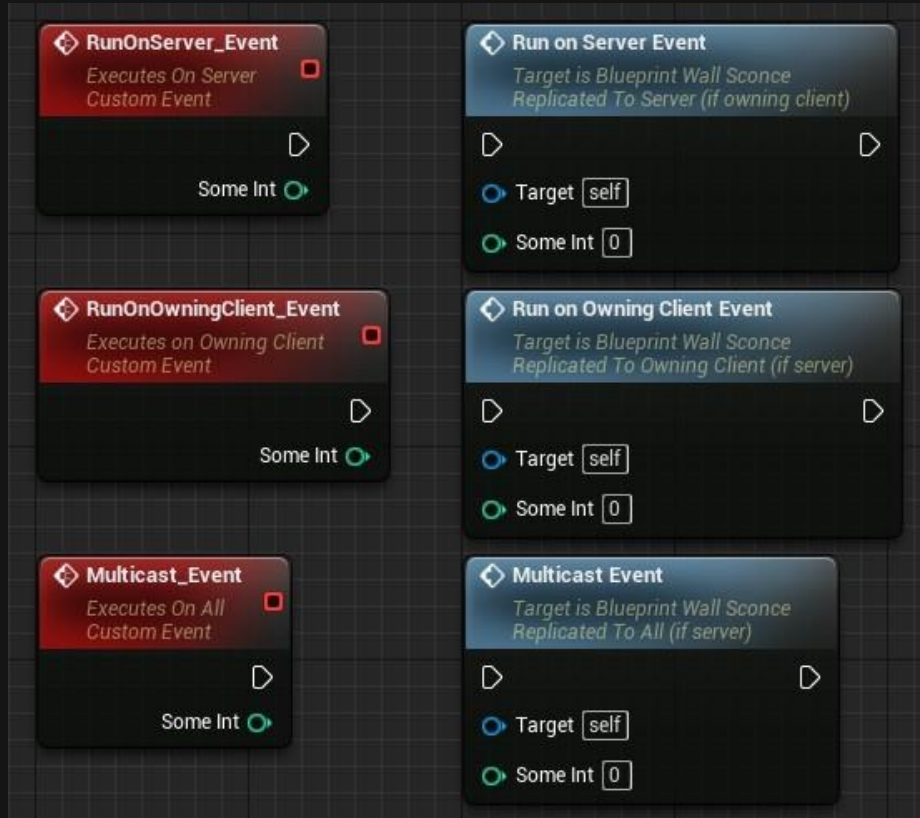 RunOnServer_Event
Executes On Server
Custom Event
Some Int
Run on Server Event
Target is Blueprint Wall Sconce
Replicated To Server (if owning client)
Target self
Some Int 0
RunOnOwningClient_Event
Executes on Owning Client
Custom Event
Some Int
Run on Owning Client Event
Target is Blueprint Wall Sconce
Replicated To Owning Client (if server)
Target self
Some Int 0
Multicast_Event
Executes On All
Custom Event
Some Int
Multicast Event
Target is Blueprint Wall Sconce
Replicated To All (if server)
Target self
Some Int 0